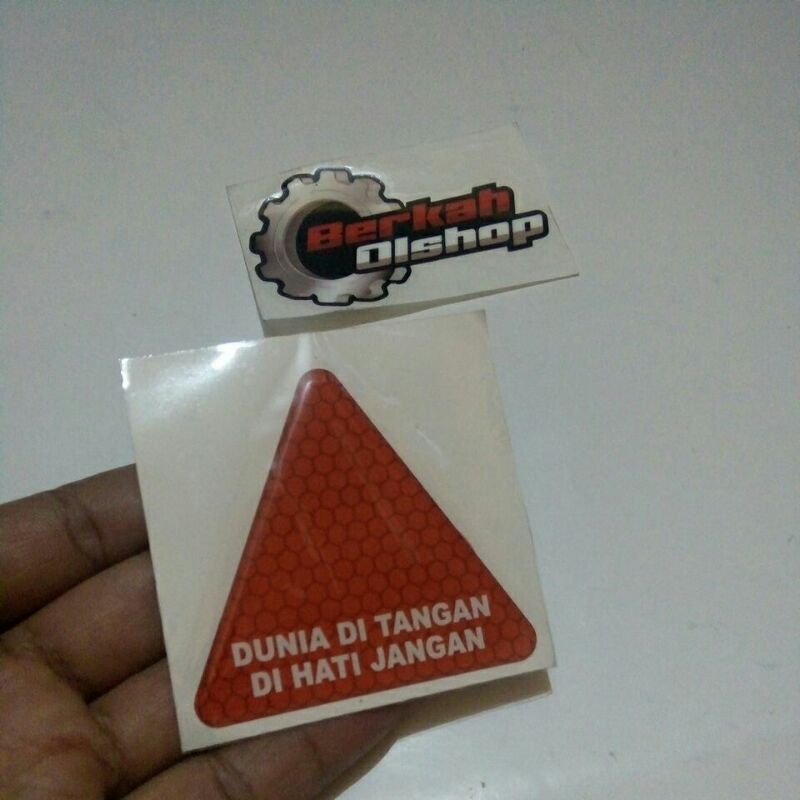 Berkah
Olshop
DUNIA DI TANGAN
DI HATI JANGAN